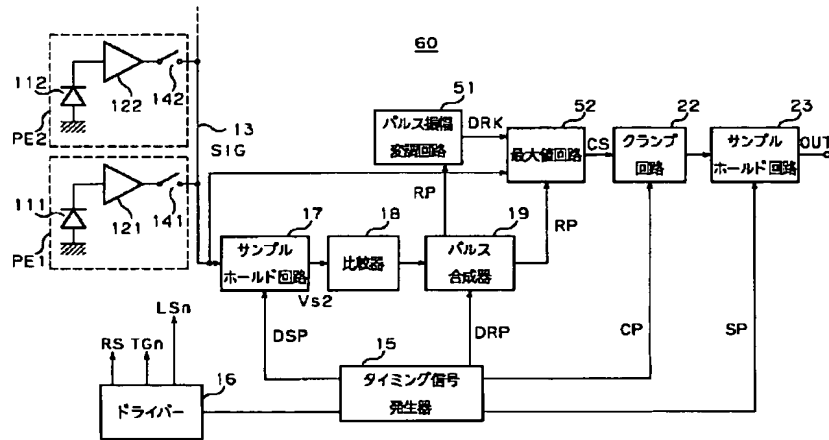 60
112
122
142
PE2
13
SIG
51
パルス振幅
変調回路
DRK
52
最大値回路
CS
22
クランプ
回路
23
サンプル
ホールド回路
OUT
111
121
141
PE1
RP
RP
17
サンプル
ホールド回路
Vs2
18
比較器
19
パルス
合成器
DSP
DRP
CP
SP
LSn
RS
TGn
16
ドライバー
15
タイミング信号
発生器